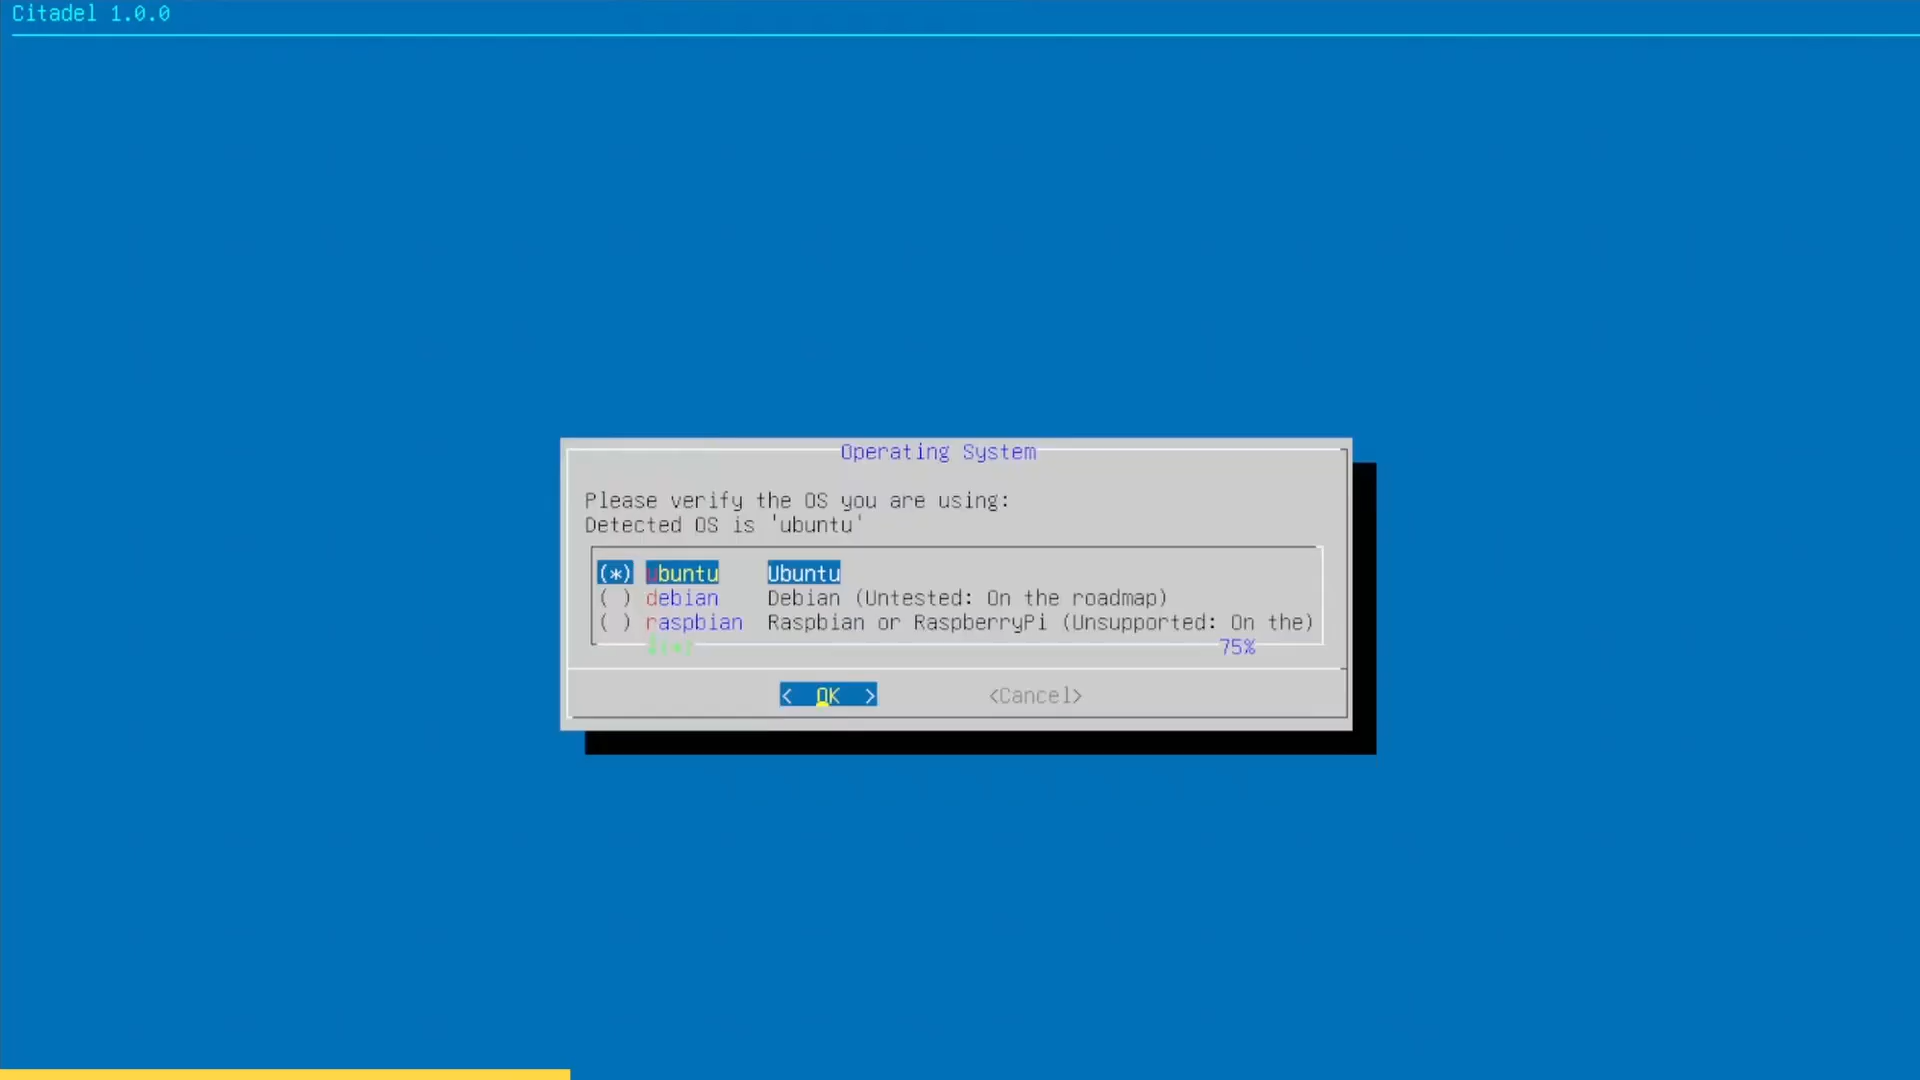 Citadel 1.0.0
Operating System
Please verify the OS you are using:
Detected OS is 'ubuntu'
(*) ubuntu Ubuntu
( ) debian Debian (Untested: On the roadmap)
( ) raspbian Raspbian or RaspberryPi (Unsupported: On the)
↓(+) 75%
< OK > <Cancel>